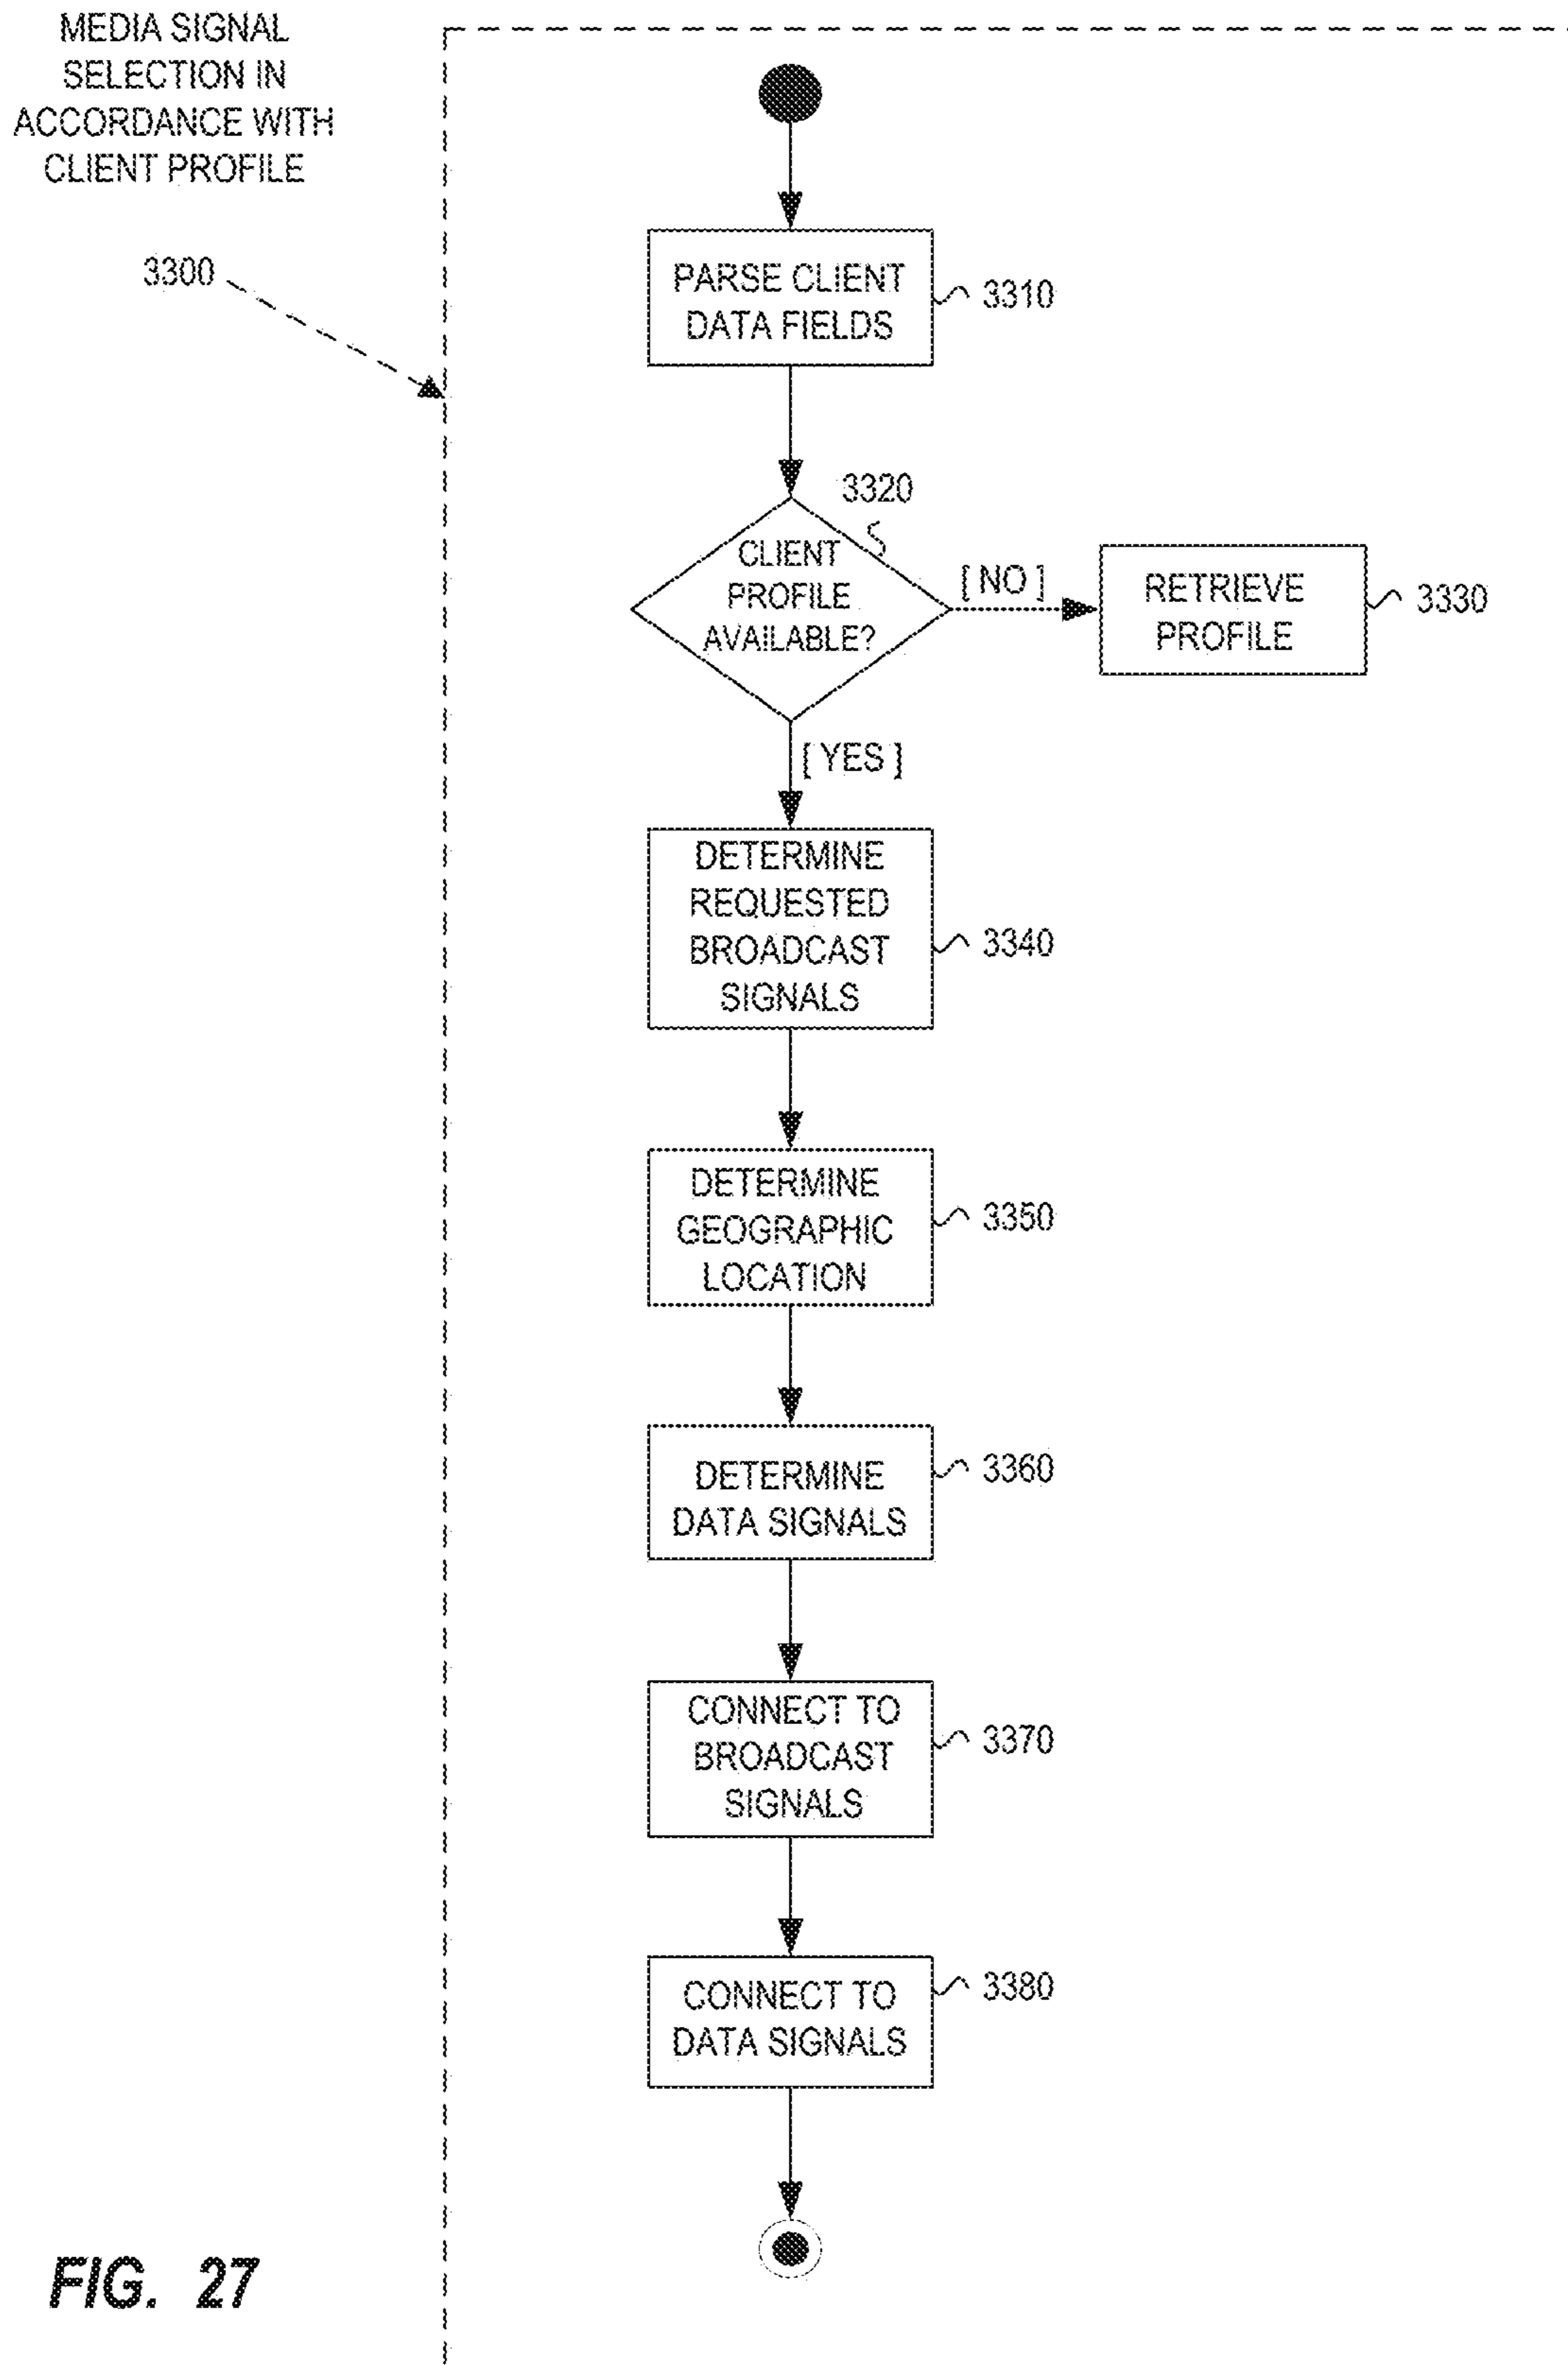 MEDIA SIGNAL
SELECTION IN
ACCORDANCE WITH
CLIENT PROFILE
3300
PARSE CLIENT
DATA FIELDS
3310
3320
CLIENT
PROFILE
AVAILABLE?
[ NO ]
RETRIEVE
PROFILE
3330
[ YES ]
DETERMINE
REQUESTED
BROADCAST
SIGNALS
3340
DETERMINE
GEOGRAPHIC
LOCATION
3350
DETERMINE
DATA SIGNALS
3360
CONNECT TO
BROADCAST
SIGNALS
3370
CONNECT TO
DATA SIGNALS
3380
FIG. 27